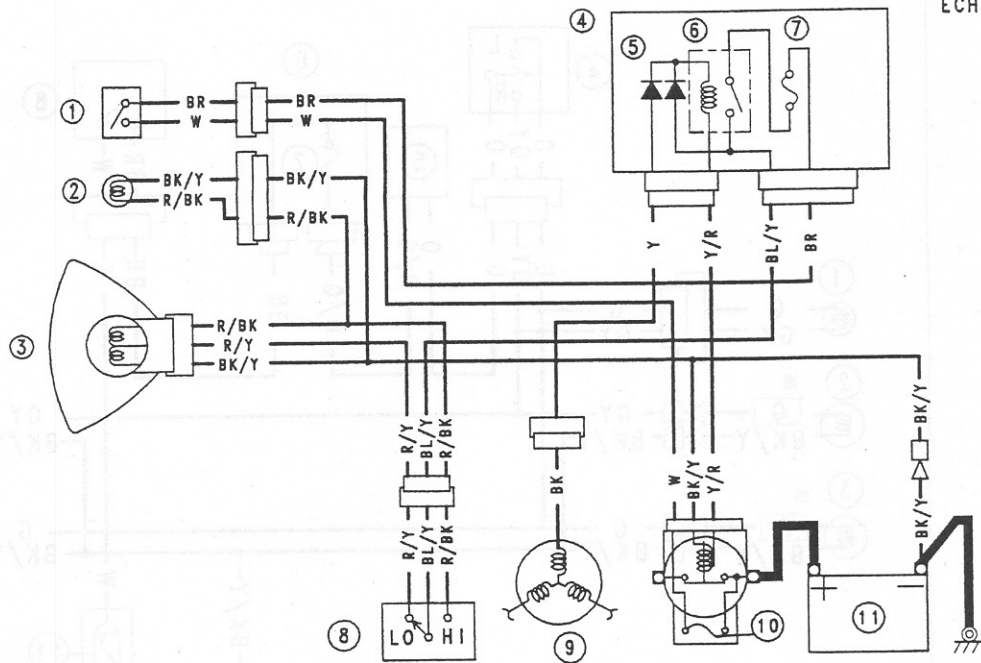 ECH
④
⑤
⑥
⑦
①
BR
W
BR
W
②
BK/Y
R/BK
BK/Y
R/BK
Y
Y/R
BL/Y
BR
③
R/BK
R/Y
BK/Y
R/Y
BL/Y
R/BK
BK
W
BK/Y
Y/R
BK/Y
BK/Y
R/Y
BL/Y
R/BK
LO HI
⑧
⑨
⑩
+ −
⑪